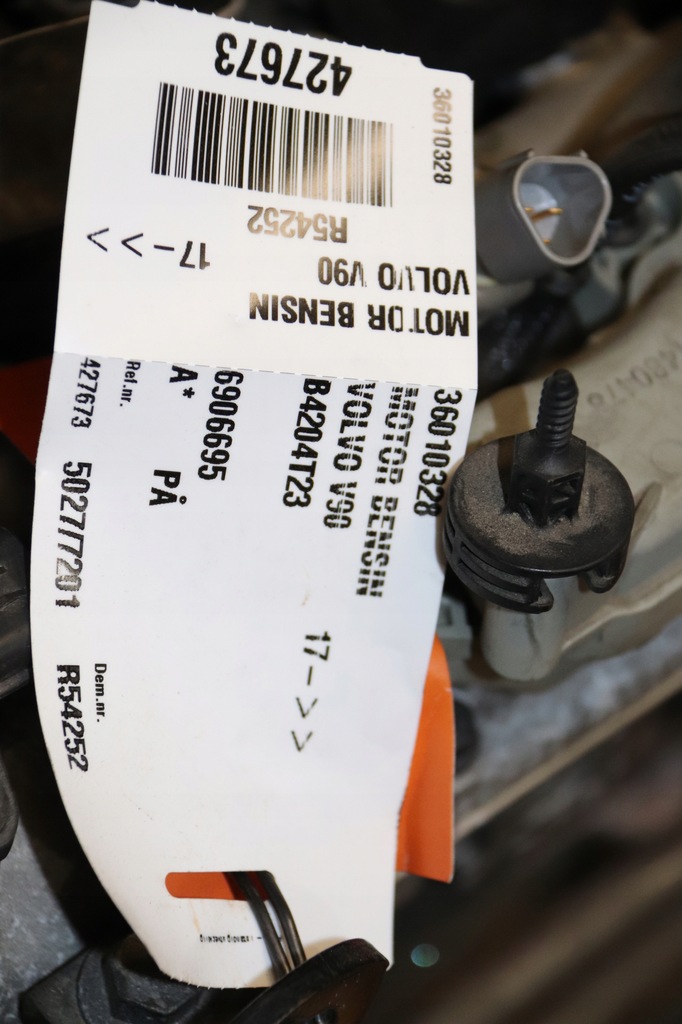 427673
36010328
R54252
17->>
VOLVO V90
MOTOR BENSIN
36010328
MOTOR BENSIN
VOLVO V90
17->>
B4204T23
6906695
A* PÅ
Ref.nr.
Dem.nr.
427673
R54252